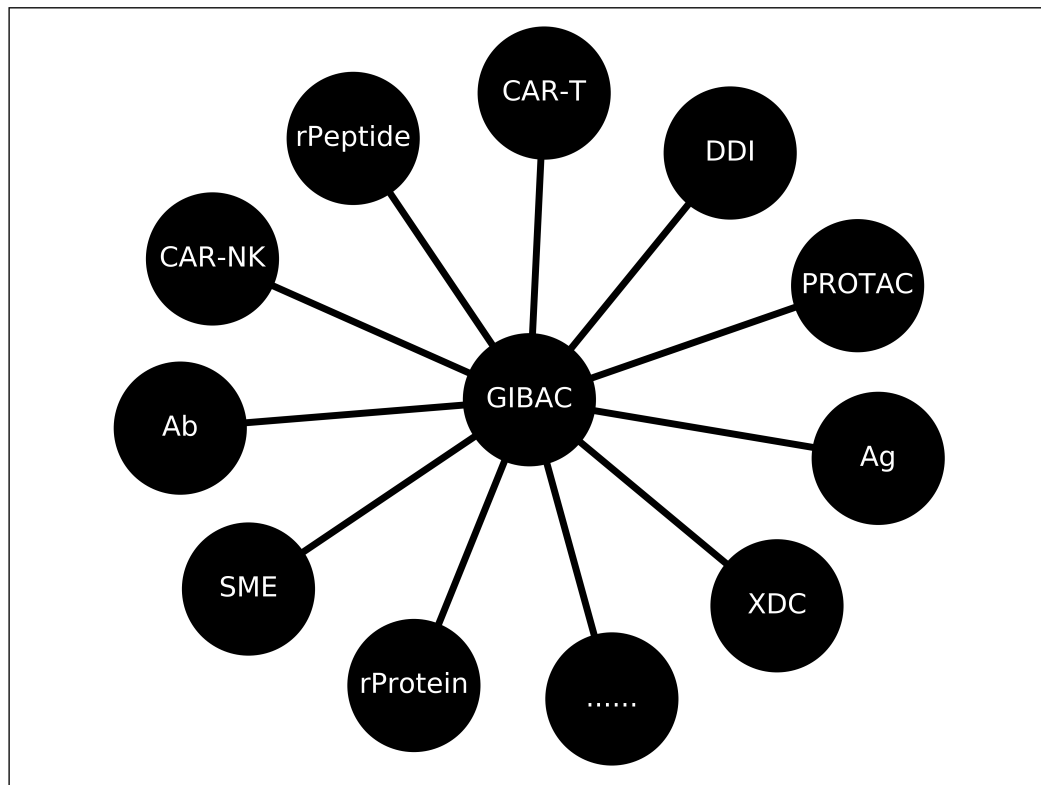 CAR-T
rPeptide
DDI
CAR-NK
PROTAC
GIBAC
Ab
Ag
SME
XDC
rProtein
......